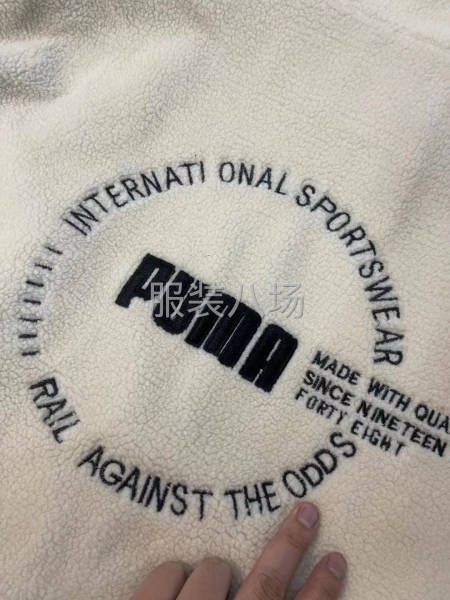 INTERNATI ONAL SPORTSWEAR
PUMA
服装八场
MADE WITH QUA
SINCE NINETEEN
FORTY EIGHT
RAIL AGAINST THE ODDS